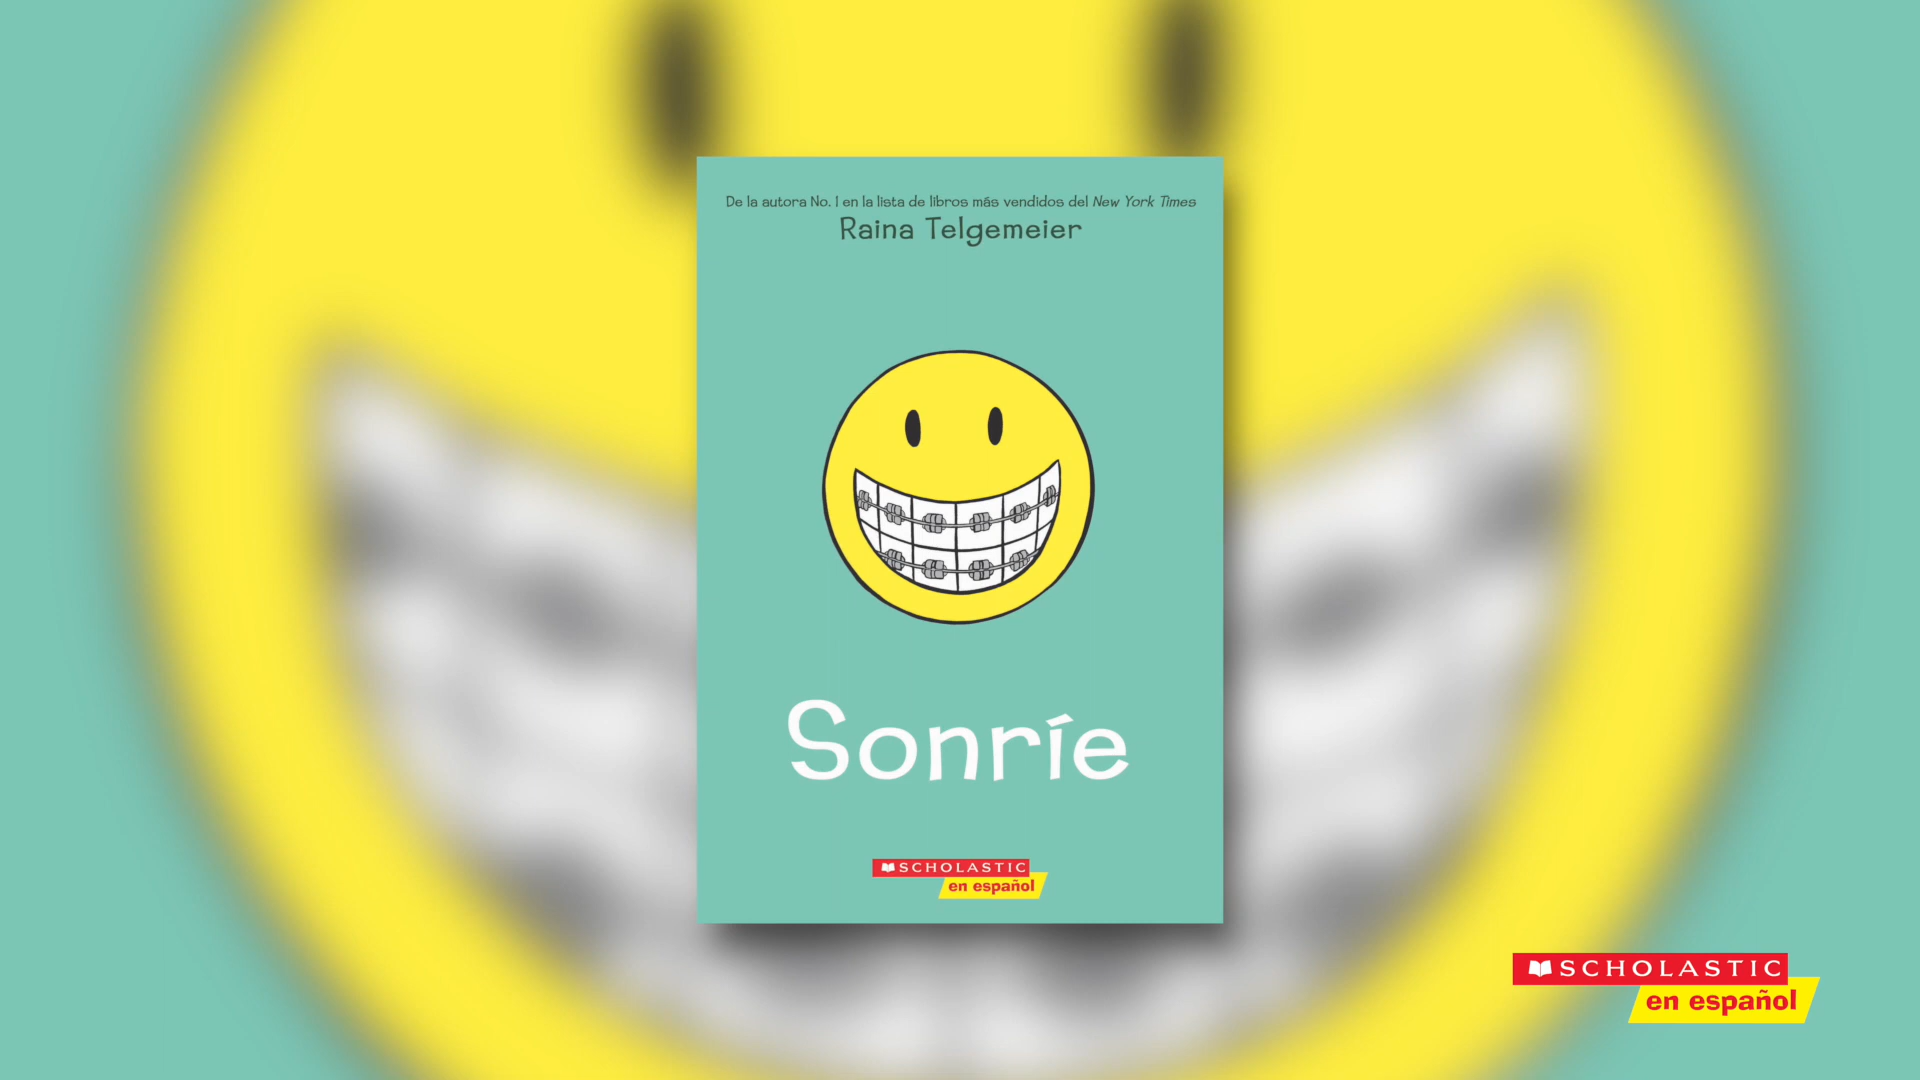 De la autora No. 1 en la lista de libros más vendidos del New York Times
Raina Telgemeier
Sonríe
SCHOLASTIC
en español
SCHOLASTIC
en español